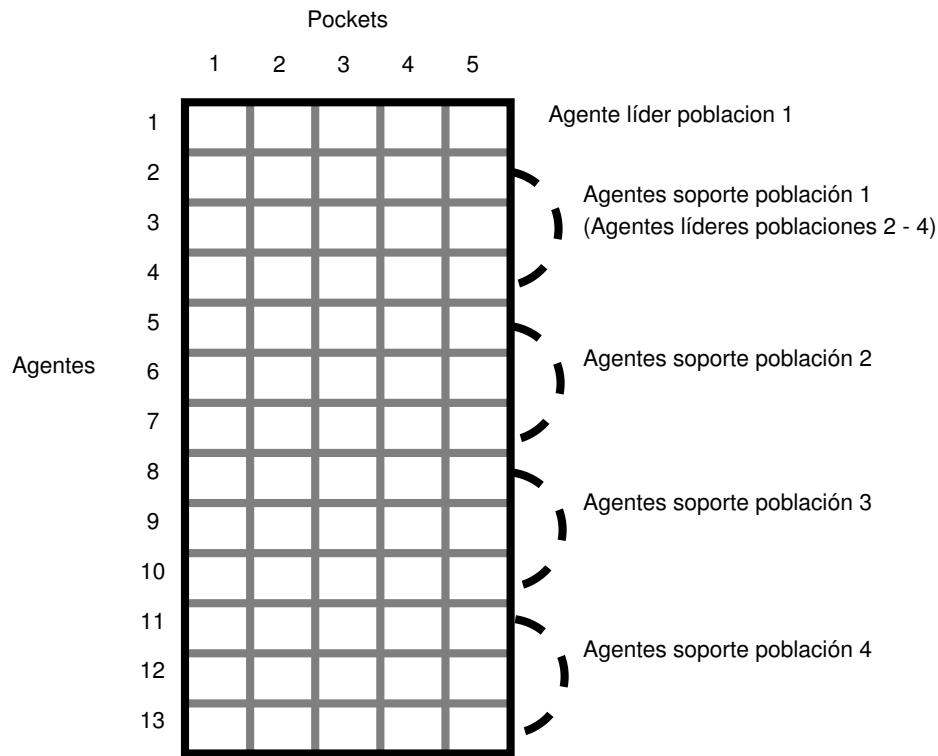 Pockets
1 2 3 4 5
1 Agente líder poblacion 1
2
Agentes soporte población 1
3
(Agentes líderes poblaciones 2 - 4)
4
5
Agentes 6 Agentes soporte población 2
7
8
Agentes soporte población 3
9
10
11
Agentes soporte población 4
12
13